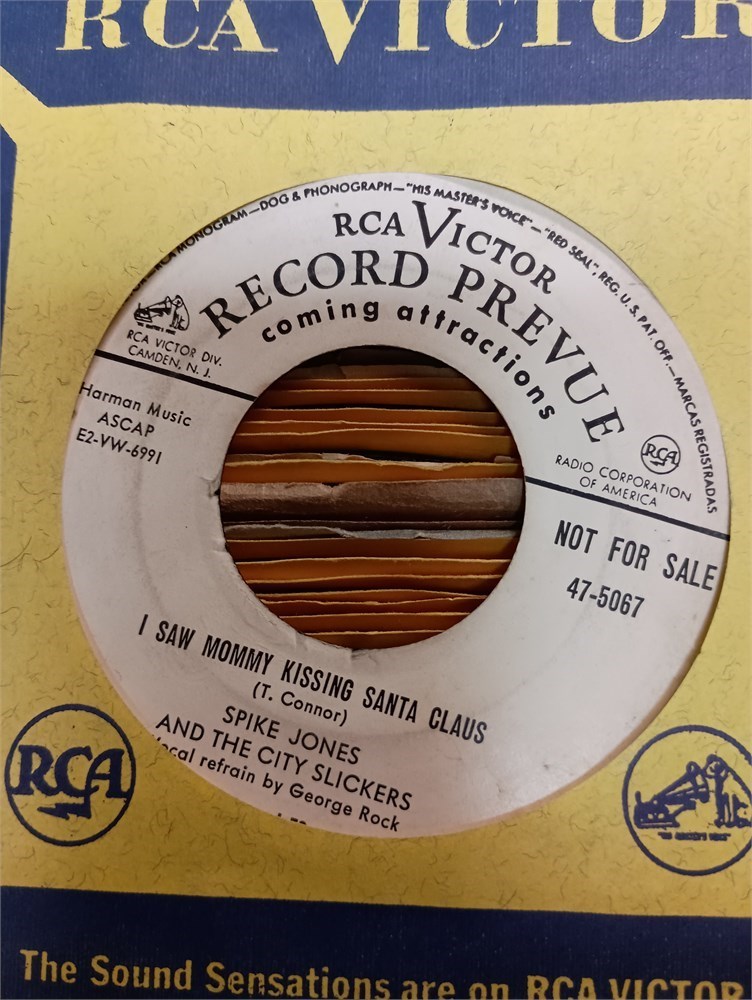 RCA VICTOR
RCA MONOGRAM—DOG & PHONOGRAPH—"HIS MASTER'S VOICE"—"RED SEAL", REG. U.S. PAT. OFF.—MARCAS REGISTRADAS
RCA VICTOR
RECORD PREVUE
coming attractions
RCA VICTOR DIV.
CAMDEN, N. J.
RCA
RADIO CORPORATION
OF AMERICA
Harman Music
ASCAP
E2-VW-6991
NOT FOR SALE
47-5067
I SAW MOMMY KISSING SANTA CLAUS
(T. Connor)
SPIKE JONES
AND THE CITY SLICKERS
refrain by George Rock
RCA
"HIS MASTER'S VOICE"
The Sound Sensations are on RCA VICTOR